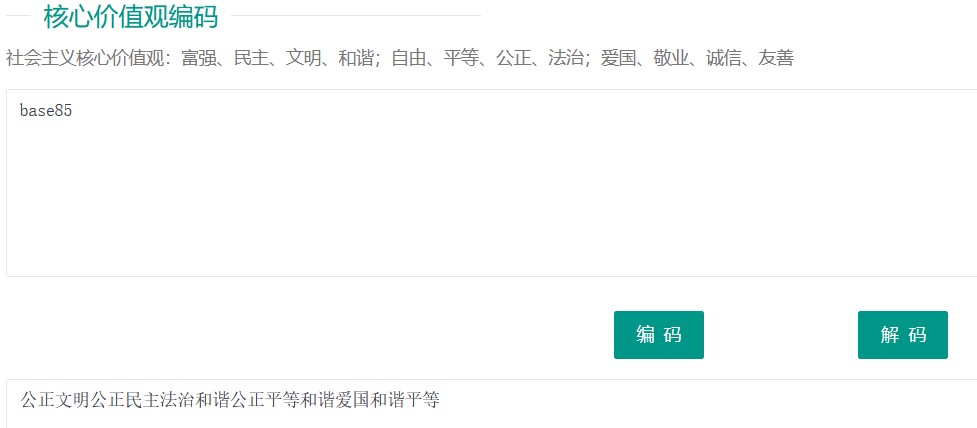 核心价值观编码
社会主义核心价值观：富强、民主、文明、和谐；自由、平等、公正、法治；爱国、敬业、诚信、友善
base85
编 码
解 码
公正文明公正民主法治和谐公正平等和谐爱国和谐平等